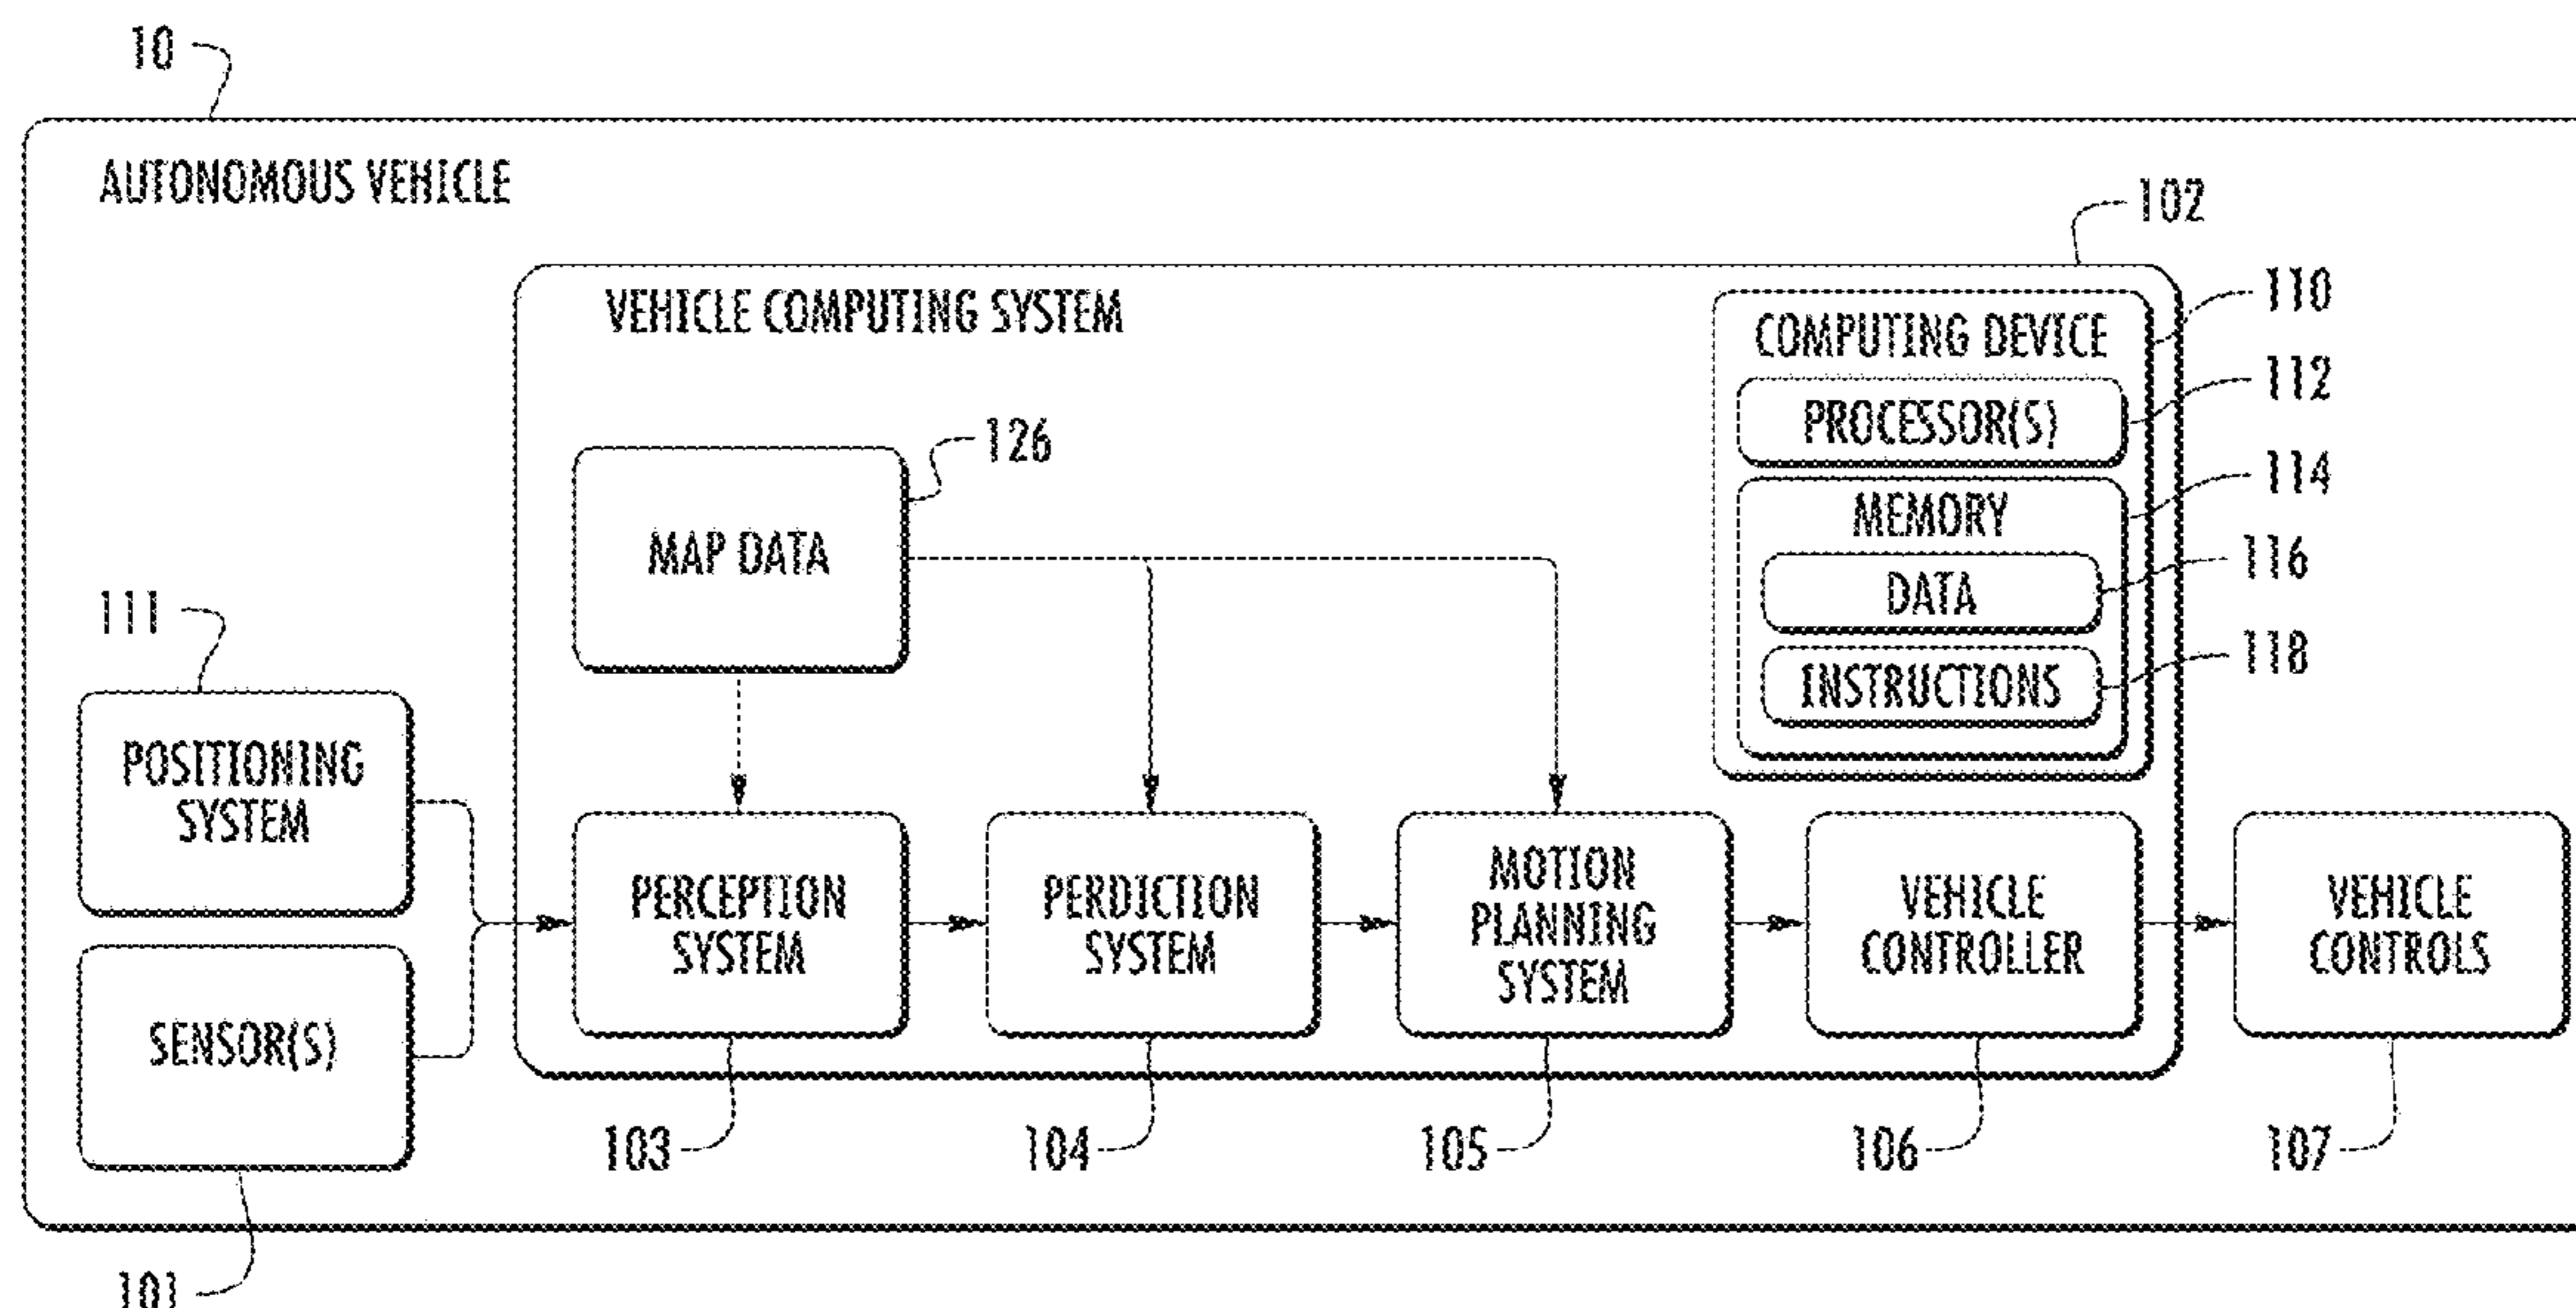 10
AUTONOMOUS VEHICLE
102
VEHICLE COMPUTING SYSTEM
110
COMPUTING DEVICE
112
PROCESSOR(S)
126
114
MEMORY
MAP DATA
116
DATA
111
118
INSTRUCTIONS
POSITIONING
SYSTEM
PERCEPTION
SYSTEM
PERDICTION
SYSTEM
MOTION
PLANNING
SYSTEM
VEHICLE
CONTROLLER
VEHICLE
CONTROLS
SENSOR(S)
103
104
105
106
107
101